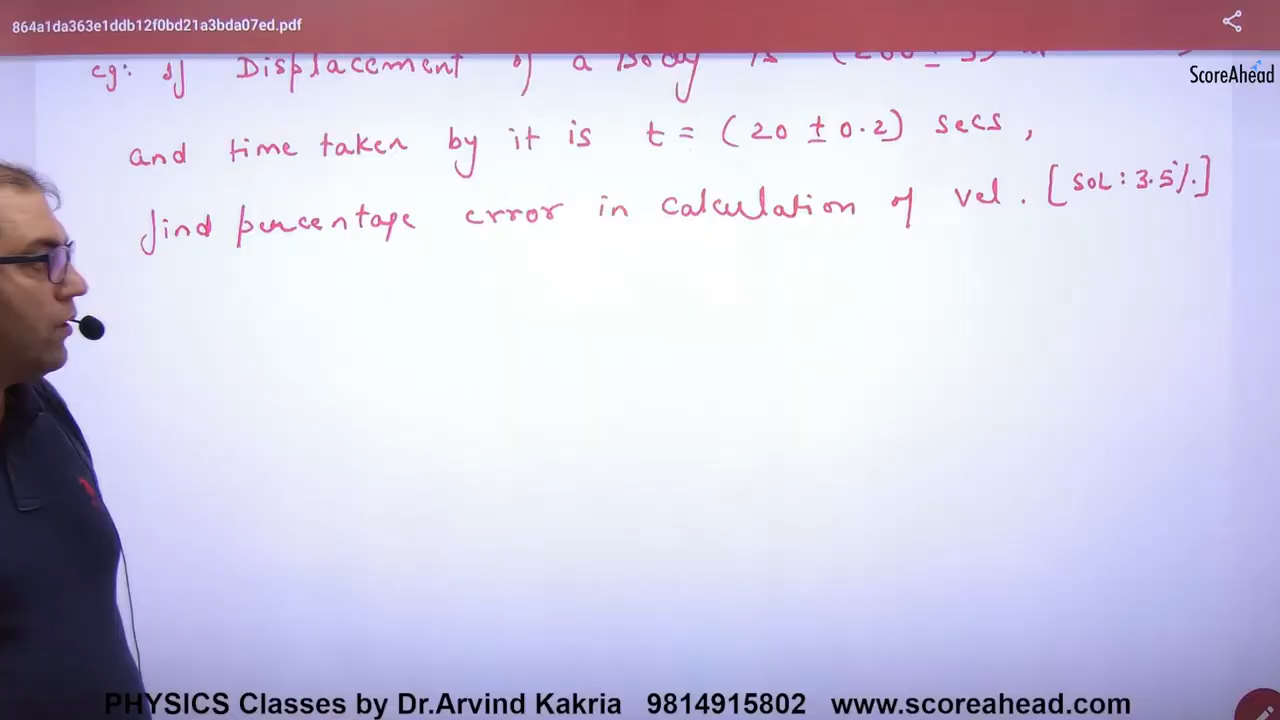 864a1da363e1ddb12f0bd21a3bda07ed.pdf
ScoreAhead
eg: If Displacement of a Body is (200 ± 5) m
and time taken by it is t = (20 ± 0.2) secs,
find percentage error in calculation of vel. [SOL: 3.5%]
PHYSICS Classes by Dr.Arvind Kakria 9814915802 www.scoreahead.com